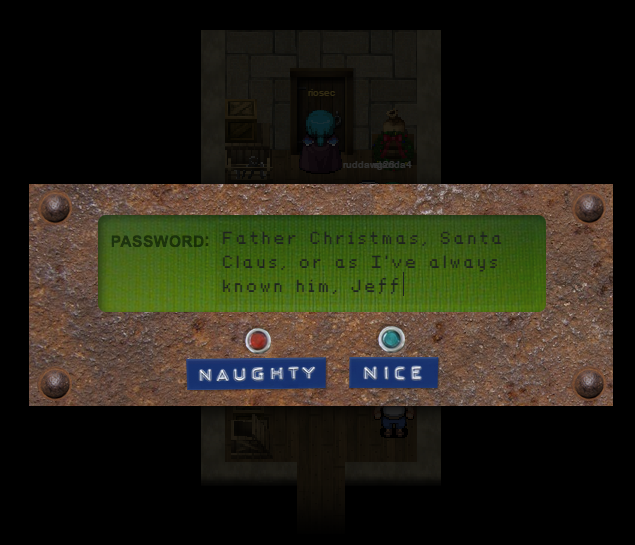 nosec
PASSWORD: Father Christmas, Santa
Claus, or as I've always
known him, Jeff
NAUGHTY NICE